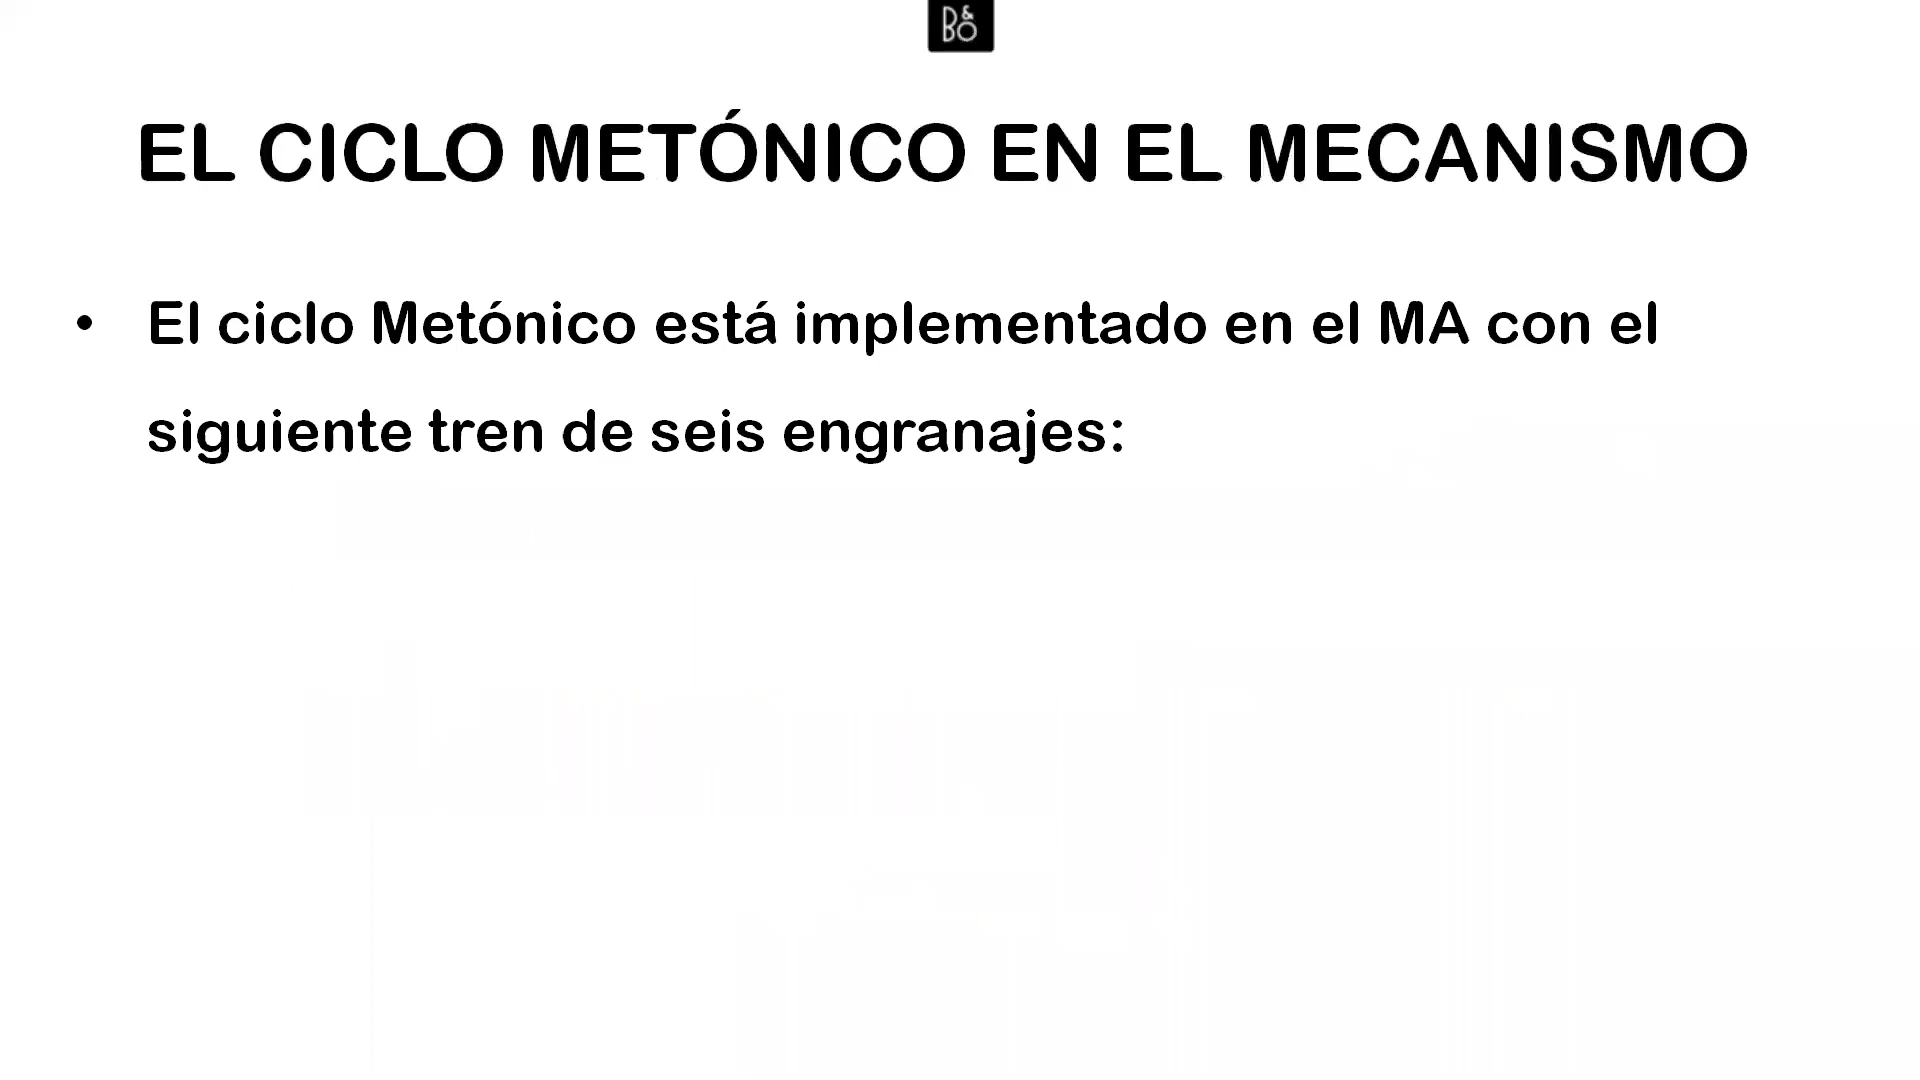 B&O
EL CICLO METÓNICO EN EL MECANISMO
• El ciclo Metónico está implementado en el MA con el
siguiente tren de seis engranajes: